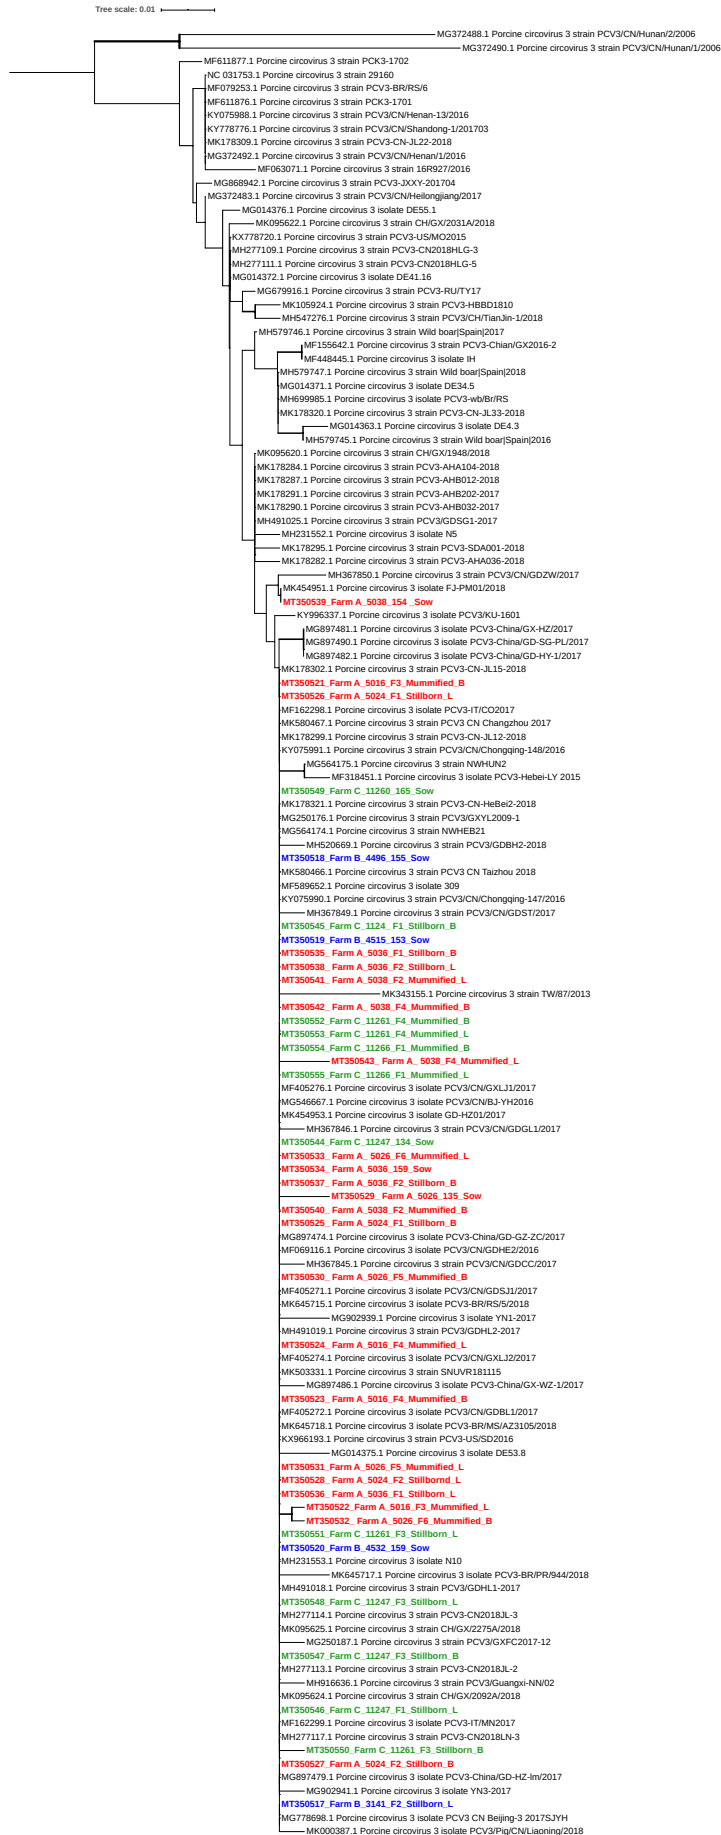 Tree scale: 0.01
MG372488.1 Porcine circovirus 3 strain PCV3/CN/Hunan/2/2006
MG372490.1 Porcine circovirus 3 strain PCV3/CN/Hunan/1/2006
MF611877.1 Porcine circovirus 3 strain PCK3-1702
NC 031753.1 Porcine circovirus 3 strain 29160
MF079253.1 Porcine circovirus 3 strain PCV3-BR/RS/6
MF611876.1 Porcine circovirus 3 strain PCK3-1701
KY075988.1 Porcine circovirus 3 strain PCV3/CN/Henan-13/2016
KY778776.1 Porcine circovirus 3 strain PCV3/CN/Shandong-1/201703
MK178309.1 Porcine circovirus 3 strain PCV3-CN-JL22-2018
MG372492.1 Porcine circovirus 3 strain PCV3/CN/Henan/1/2016
MF063071.1 Porcine circovirus 3 strain 16R927/2016
MG868942.1 Porcine circovirus 3 strain PCV3-JXXY-201704
MG372483.1 Porcine circovirus 3 strain PCV3/CN/Heilongjiang/2017
MG014376.1 Porcine circovirus 3 isolate DE55.1
MK095622.1 Porcine circovirus 3 strain CH/GX/2031A/2018
KX778720.1 Porcine circovirus 3 strain PCV3-US/MO2015
MH277109.1 Porcine circovirus 3 strain PCV3-CN2018HLG-3
MH277111.1 Porcine circovirus 3 strain PCV3-CN2018HLG-5
MG014372.1 Porcine circovirus 3 isolate DE41.16
MG679916.1 Porcine circovirus 3 strain PCV3-RU/TY17
MK105924.1 Porcine circovirus 3 strain PCV3-HBBD1810
MH547276.1 Porcine circovirus 3 strain PCV3/CH/TianJin-1/2018
MH579746.1 Porcine circovirus 3 strain Wild boar|Spain|2017
MF155642.1 Porcine circovirus 3 strain PCV3-Chian/GX2016-2
MF448445.1 Porcine circovirus 3 isolate IH
MH579747.1 Porcine circovirus 3 strain Wild boar|Spain|2018
MG014371.1 Porcine circovirus 3 isolate DE34.5
MH699985.1 Porcine circovirus 3 isolate PCV3-wb/Br/RS
MK178320.1 Porcine circovirus 3 strain PCV3-CN-JL33-2018
MG014363.1 Porcine circovirus 3 isolate DE4.3
MH579745.1 Porcine circovirus 3 strain Wild boar|Spain|2016
MK095620.1 Porcine circovirus 3 strain CH/GX/1948/2018
MK178284.1 Porcine circovirus 3 strain PCV3-AHA104-2018
MK178287.1 Porcine circovirus 3 strain PCV3-AHB012-2018
MK178291.1 Porcine circovirus 3 strain PCV3-AHB202-2017
MK178290.1 Porcine circovirus 3 strain PCV3-AHB032-2017
MH491025.1 Porcine circovirus 3 strain PCV3/GDSG1-2017
MH231552.1 Porcine circovirus 3 isolate N5
MK178295.1 Porcine circovirus 3 strain PCV3-SDA001-2018
MK178282.1 Porcine circovirus 3 strain PCV3-AHA036-2018
MH367850.1 Porcine circovirus 3 strain PCV3/CN/GDZW/2017
MK454951.1 Porcine circovirus 3 isolate FJ-PM01/2018
MT350539_Farm A_5038_154 _Sow
KY996337.1 Porcine circovirus 3 isolate PCV3/KU-1601
MG897481.1 Porcine circovirus 3 isolate PCV3-China/GX-HZ/2017
MG897490.1 Porcine circovirus 3 isolate PCV3-China/GD-SG-PL/2017
MG897482.1 Porcine circovirus 3 isolate PCV3-China/GD-HY-1/2017
MK178302.1 Porcine circovirus 3 strain PCV3-CN-JL15-2018
MT350521_Farm A_5016_F3_Mummified_B
MT350526_Farm A_5024_F1_Stillborn_L
MF162298.1 Porcine circovirus 3 isolate PCV3-IT/CO2017
MK580467.1 Porcine circovirus 3 strain PCV3 CN Changzhou 2017
MK178299.1 Porcine circovirus 3 strain PCV3-CN-JL12-2018
KY075991.1 Porcine circovirus 3 strain PCV3/CN/Chongqing-148/2016
MG564175.1 Porcine circovirus 3 strain NWHUN2
MF318451.1 Porcine circovirus 3 isolate PCV3-Hebei-LY 2015
MT350549_Farm C_11260_165_Sow
MK178321.1 Porcine circovirus 3 strain PCV3-CN-HeBei2-2018
MG250176.1 Porcine circovirus 3 strain PCV3/GXYL2009-1
MG564174.1 Porcine circovirus 3 strain NWHEB21
MH520669.1 Porcine circovirus 3 strain PCV3/GDBH2-2018
MT350518_Farm B_4496_155_Sow
MK580466.1 Porcine circovirus 3 strain PCV3 CN Taizhou 2018
MF589652.1 Porcine circovirus 3 isolate 309
KY075990.1 Porcine circovirus 3 strain PCV3/CN/Chongqing-147/2016
MH367849.1 Porcine circovirus 3 strain PCV3/CN/GDST/2017
MT350545_Farm C_1124_ F1_Stillborn_B
MT350519_Farm B_4515_153_Sow
MT350535_ Farm A_5036_F1_Stillborn_B
MT350538_ Farm A_5036_F2_Stillborn_L
MT350541_ Farm A_5038_F2_Mummified_L
MK343155.1 Porcine circovirus 3 strain TW/87/2013
MT350542_ Farm A_ 5038_F4_Mummified_B
MT350552_Farm C_11261_F4_Mummified_B
MT350553_Farm C_11261_F4_Mummified_L
MT350554_Farm C_11266_F1_Mummified_B
MT350543_ Farm A_ 5038_F4_Mummified_L
MT350555_Farm C_11266_F1_Mummified_L
MF405276.1 Porcine circovirus 3 isolate PCV3/CN/GXLJ1/2017
MG546667.1 Porcine circovirus 3 isolate PCV3/CN/BJ-YH2016
MK454953.1 Porcine circovirus 3 isolate GD-HZ01/2017
MH367846.1 Porcine circovirus 3 strain PCV3/CN/GDGL1/2017
MT350544_Farm C_11247_134_Sow
MT350533_ Farm A_ 5026_F6_Mummified_L
MT350534_ Farm A_5036_159_Sow
MT350537_ Farm A_5036_F2_Stillborn_B
MT350529_ Farm A_5026_135_Sow
MT350540_ Farm A_5038_F2_Mummified_B
MT350525_ Farm A_5024_F1_Stillborn_B
MG897474.1 Porcine circovirus 3 isolate PCV3-China/GD-GZ-ZC/2017
MF069116.1 Porcine circovirus 3 isolate PCV3/CN/GDHE2/2016
MH367845.1 Porcine circovirus 3 strain PCV3/CN/GDCC/2017
MT350530_ Farm A_5026_F5_Mummified_B
MF405271.1 Porcine circovirus 3 isolate PCV3/CN/GDSJ1/2017
MK645715.1 Porcine circovirus 3 isolate PCV3-BR/RS/5/2018
MG902939.1 Porcine circovirus 3 isolate YN1-2017
MH491019.1 Porcine circovirus 3 strain PCV3/GDHL2-2017
MT350524_ Farm A_5016_F4_Mummified_L
MF405274.1 Porcine circovirus 3 isolate PCV3/CN/GXLJ2/2017
MK503331.1 Porcine circovirus 3 strain SNUVR181115
MG897486.1 Porcine circovirus 3 isolate PCV3-China/GX-WZ-1/2017
MT350523_ Farm A_5016_F4_Mummified_B
MF405272.1 Porcine circovirus 3 isolate PCV3/CN/GDBL1/2017
MK645718.1 Porcine circovirus 3 isolate PCV3-BR/MS/AZ3105/2018
KX966193.1 Porcine circovirus 3 strain PCV3-US/SD2016
MG014375.1 Porcine circovirus 3 isolate DE53.8
MT350531_ Farm A_5026_F5_Mummified_L
MT350528_ Farm A_5024_F2_Stillbornd_L
MT350536_ Farm A_5036_F1_Stillborn_L
MT350522_ Farm A_5016_F3_Mummified_L
MT350532_ Farm A_5026_F6_Mummified_B
MT350551_Farm C_11261_F3_Stillborn_L
MT350520_Farm B_4532_159_Sow
MH231553.1 Porcine circovirus 3 isolate N10
MK645717.1 Porcine circovirus 3 isolate PCV3-BR/PR/944/2018
MH491018.1 Porcine circovirus 3 strain PCV3/GDHL1-2017
MT350548_Farm C_11247_F3_Stillborn_L
MH277114.1 Porcine circovirus 3 strain PCV3-CN2018JL-3
MK095625.1 Porcine circovirus 3 strain CH/GX/2275A/2018
MG250187.1 Porcine circovirus 3 strain PCV3/GXFC2017-12
MT350547_Farm C_11247_F3_Stillborn_B
MH277113.1 Porcine circovirus 3 strain PCV3-CN2018JL-2
MH916636.1 Porcine circovirus 3 strain PCV3/Guangxi-NN/02
MK095624.1 Porcine circovirus 3 strain CH/GX/2092A/2018
MT350546_Farm C_11247_F1_Stillborn_L
MF162299.1 Porcine circovirus 3 isolate PCV3-IT/MN2017
MH277117.1 Porcine circovirus 3 strain PCV3-CN2018LN-3
MT350550_Farm C_11261_F3_Stillborn_B
MT350527_Farm A_5024_F2_Stillborn_B
MG897479.1 Porcine circovirus 3 isolate PCV3-China/GD-HZ-lm/2017
MG902941.1 Porcine circovirus 3 isolate YN3-2017
MT350517_Farm B_3141_F2_Stillborn_L
MG778698.1 Porcine circovirus 3 isolate PCV3 CN Beijing-3 2017SJYH
MK000387.1 Porcine circovirus 3 isolate PCV3/Pig/CN/Liaoning/2018